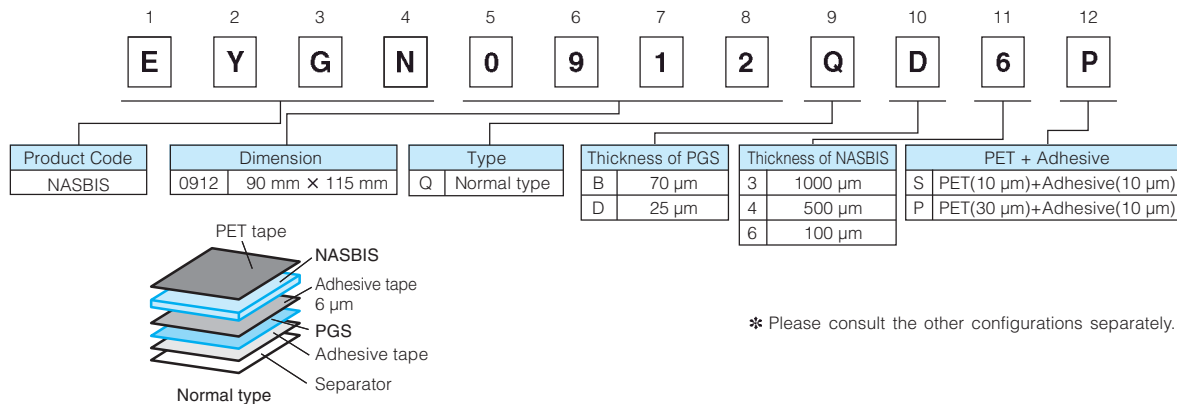 1 2 3 4 5 6 7 8 9 10 11 12
E Y G N 0 9 1 2 Q D 6 P
Product Code
NASBIS
Dimension
0912 90 mm × 115 mm
Type
Q Normal type
Thickness of PGS
B 70 µm
D 25 µm
Thickness of NASBIS
3 1000 µm
4 500 µm
6 100 µm
PET + Adhesive
S PET(10 µm)+Adhesive(10 µm)
P PET(30 µm)+Adhesive(10 µm)
PET tape
NASBIS
Adhesive tape
6 µm
PGS
Adhesive tape
Separator
Normal type
✽ Please consult the other configurations separately.